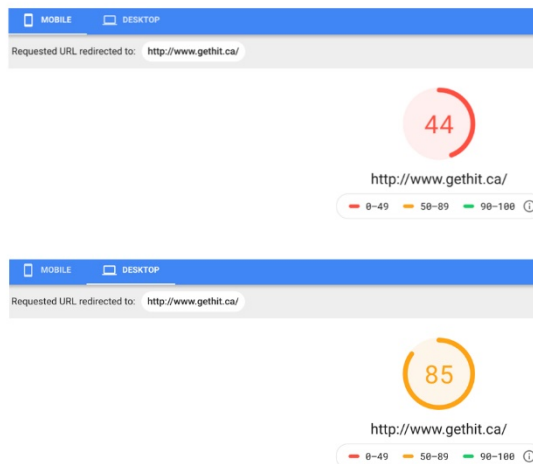 MOBILE DESKTOP
Requested URL redirected to: http://www.gethit.ca/
44
http://www.gethit.ca/
0–49 50–89 90–100
MOBILE DESKTOP
Requested URL redirected to: http://www.gethit.ca/
85
http://www.gethit.ca/
0–49 50–89 90–100